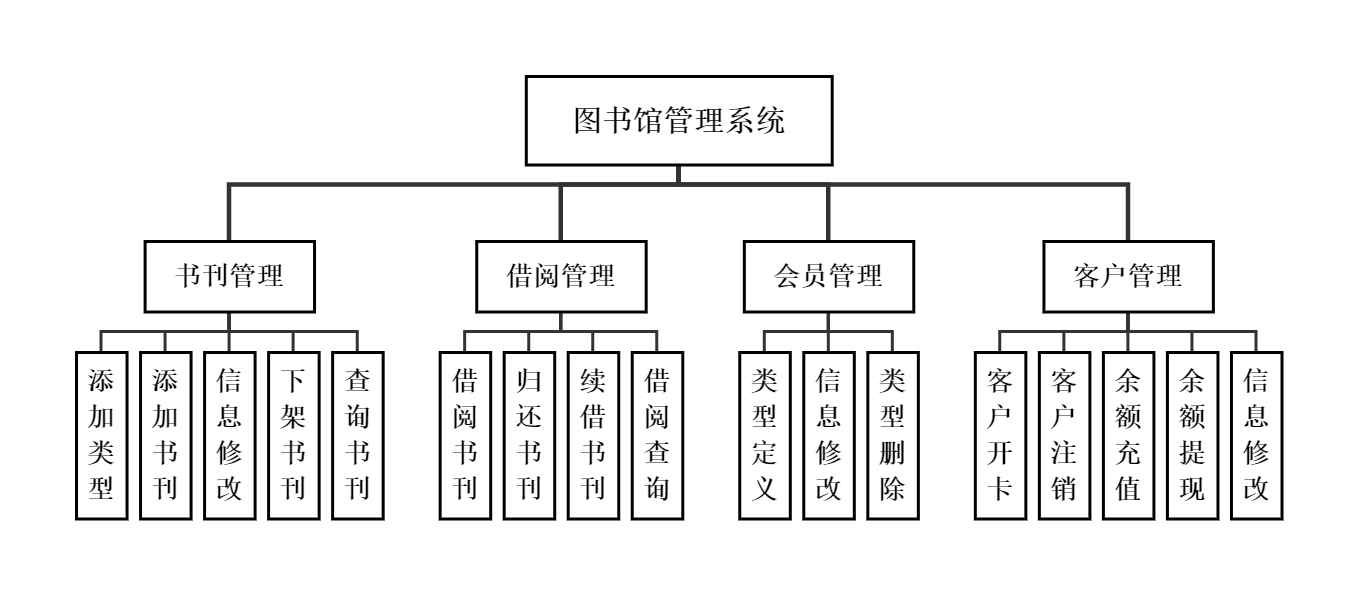 图书馆管理系统
书刊管理
借阅管理
会员管理
客户管理
添加类型
添加书刊
信息修改
下架书刊
查询书刊
借阅书刊
归还书刊
续借书刊
借阅查询
类型定义
信息修改
类型删除
客户开卡
客户注销
余额充值
余额提现
信息修改